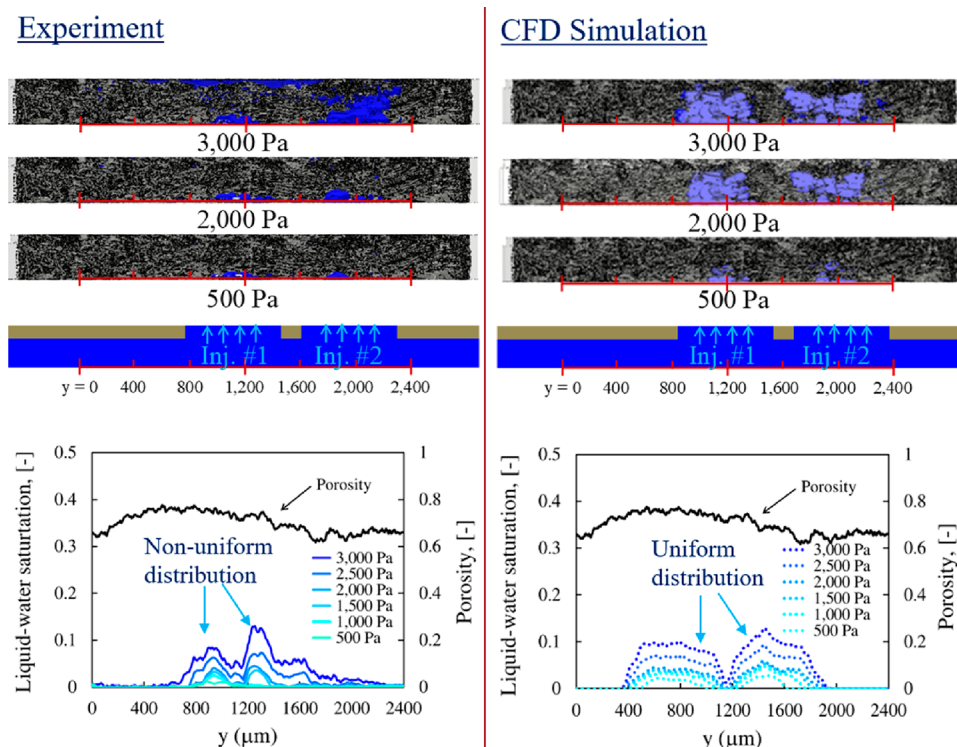 Experiment
3,000 Pa
2,000 Pa
500 Pa
Inj. #1 Inj. #2
y = 0 400 800 1,200 1,600 2,000 2,400
0.5 1
0.4 0.8
0.3 0.6
0.2 0.4
0.1 0.2
0 0
Liquid-water saturtation, [-]
Porosity, [-]
Porosity
Non-uniform
distribution
3,000 Pa
2,500 Pa
2,000 Pa
1,500 Pa
1,000 Pa
500 Pa
0 400 800 1200 1600 2000 2400
y (μm)
CFD Simulation
3,000 Pa
2,000 Pa
500 Pa
Inj. #1 Inj. #2
y = 0 400 800 1,200 1,600 2,000 2,400
0.5 1
0.4 0.8
0.3 0.6
0.2 0.4
0.1 0.2
0 0
Liquid-water saturation, [-]
Porosity, [-]
Porosity
Uniform
distribution
3,000 Pa
2,500 Pa
2,000 Pa
1,500 Pa
1,000 Pa
500 Pa
0 400 800 1200 1600 2000 2400
y (μm)